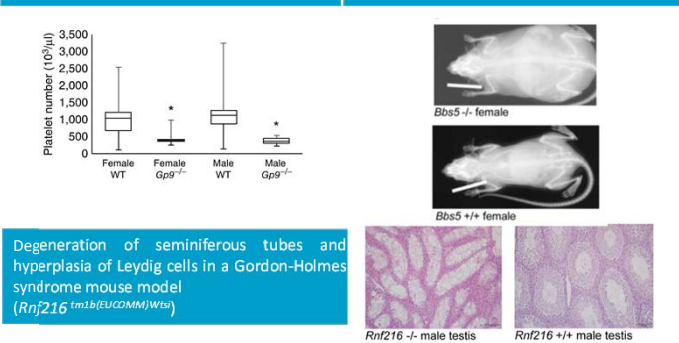 3,500
3,000
2,500
2,000
1,500
1,000
500
0
Platelet number (10³/µl)
*
*
Female WT
Female Gp9⁻/⁻
Male WT
Male Gp9⁻/⁻
Bbs5 -/- female
Bbs5 +/+ female
Degeneration of seminiferous tubes and
hyperplasia of Leydig cells in a Gordon-Holmes
syndrome mouse model
(Rnf216 tm1b(EUCOMM)Wtsi)
Rnf216 -/- male testis
Rnf216 +/+ male testis